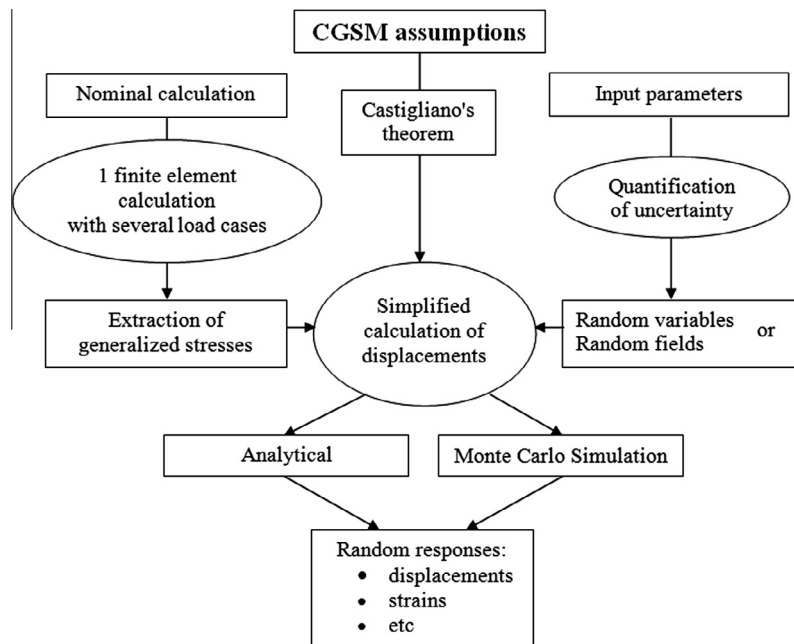 CGSM assumptions
Nominal calculation
Castigliano's
theorem
Input parameters
1 finite element
calculation
with several load cases
Quantification
of uncertainty
Extraction of
generalized stresses
Simplified
calculation of
displacements
Random variables or
Random fields
Analytical
Monte Carlo Simulation
Random responses:
• displacements
• strains
• etc